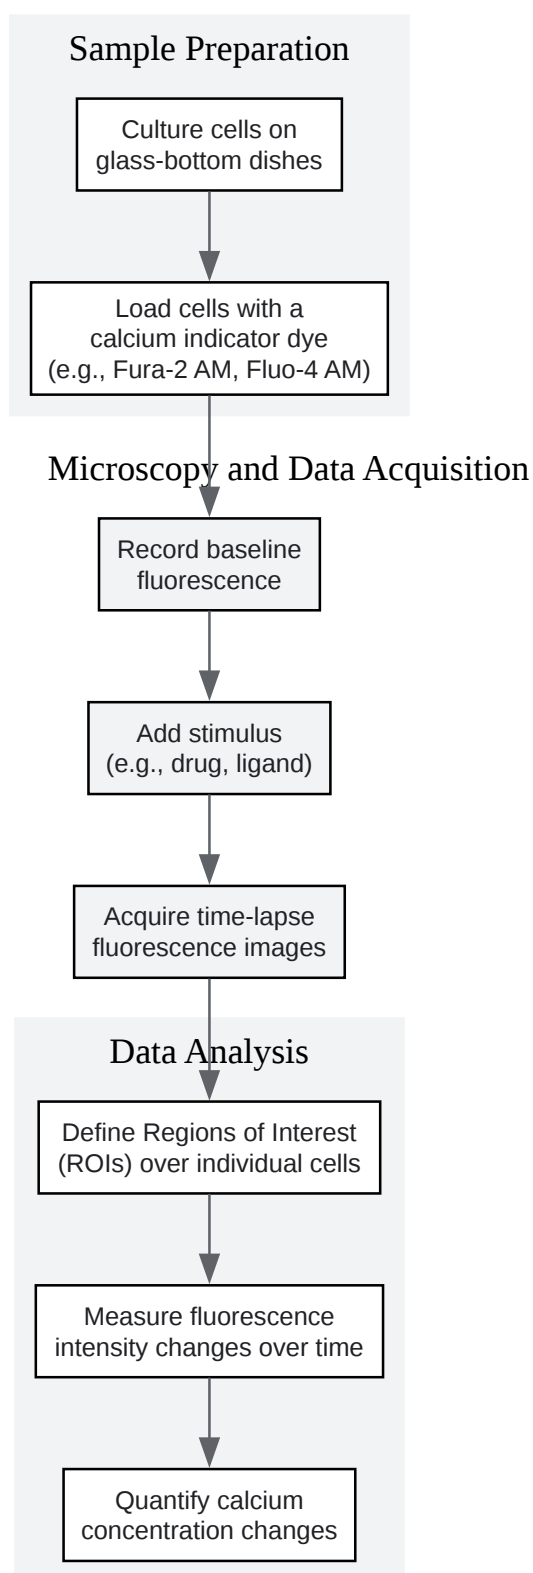 Sample Preparation
Culture cells on
glass-bottom dishes
Load cells with a
calcium indicator dye
(e.g., Fura-2 AM, Fluo-4 AM)
Microscopy and Data Acquisition
Record baseline
fluorescence
Add stimulus
(e.g., drug, ligand)
Acquire time-lapse
fluorescence images
Data Analysis
Define Regions of Interest
(ROIs) over individual cells
Measure fluorescence
intensity changes over time
Quantify calcium
concentration changes